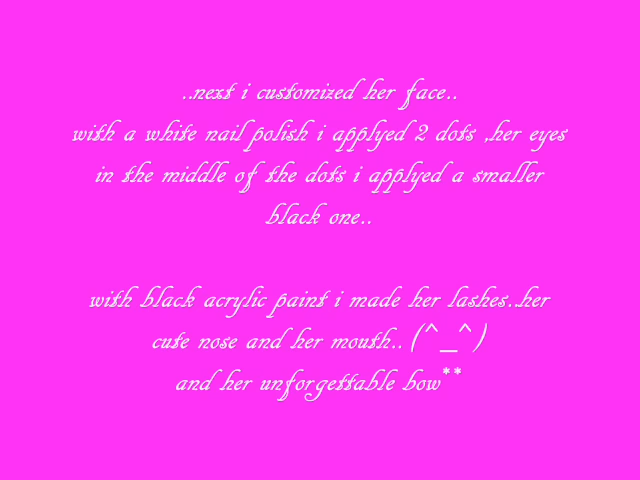 ..next i customized her face..
with a white nail polish i applyed 2 dots ,her eyes
in the middle of the dots i applyed a smaller
black one..
with black acrylic paint i made her lashes..her
cute nose and her mouth.. (^_^)
and her unforgettable bow**